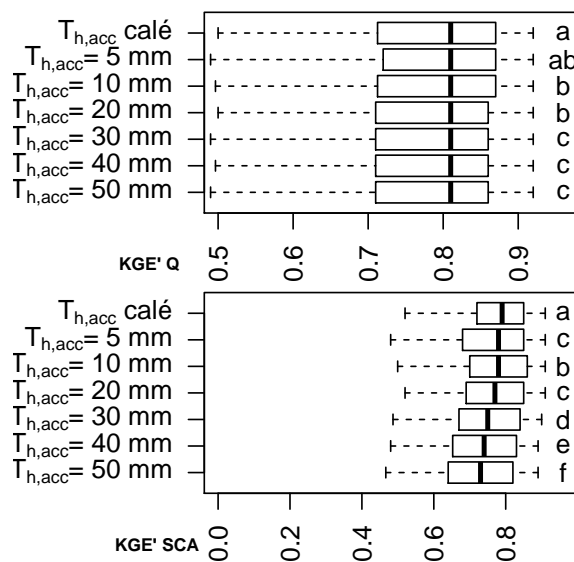 T_h,acc calé a
T_h,acc= 5 mm ab
T_h,acc= 10 mm b
T_h,acc= 20 mm b
T_h,acc= 30 mm c
T_h,acc= 40 mm c
T_h,acc= 50 mm c
KGE' Q 0.5 0.6 0.7 0.8 0.9
T_h,acc calé a
T_h,acc= 5 mm c
T_h,acc= 10 mm b
T_h,acc= 20 mm c
T_h,acc= 30 mm d
T_h,acc= 40 mm e
T_h,acc= 50 mm f
KGE' SCA 0.0 0.2 0.4 0.6 0.8